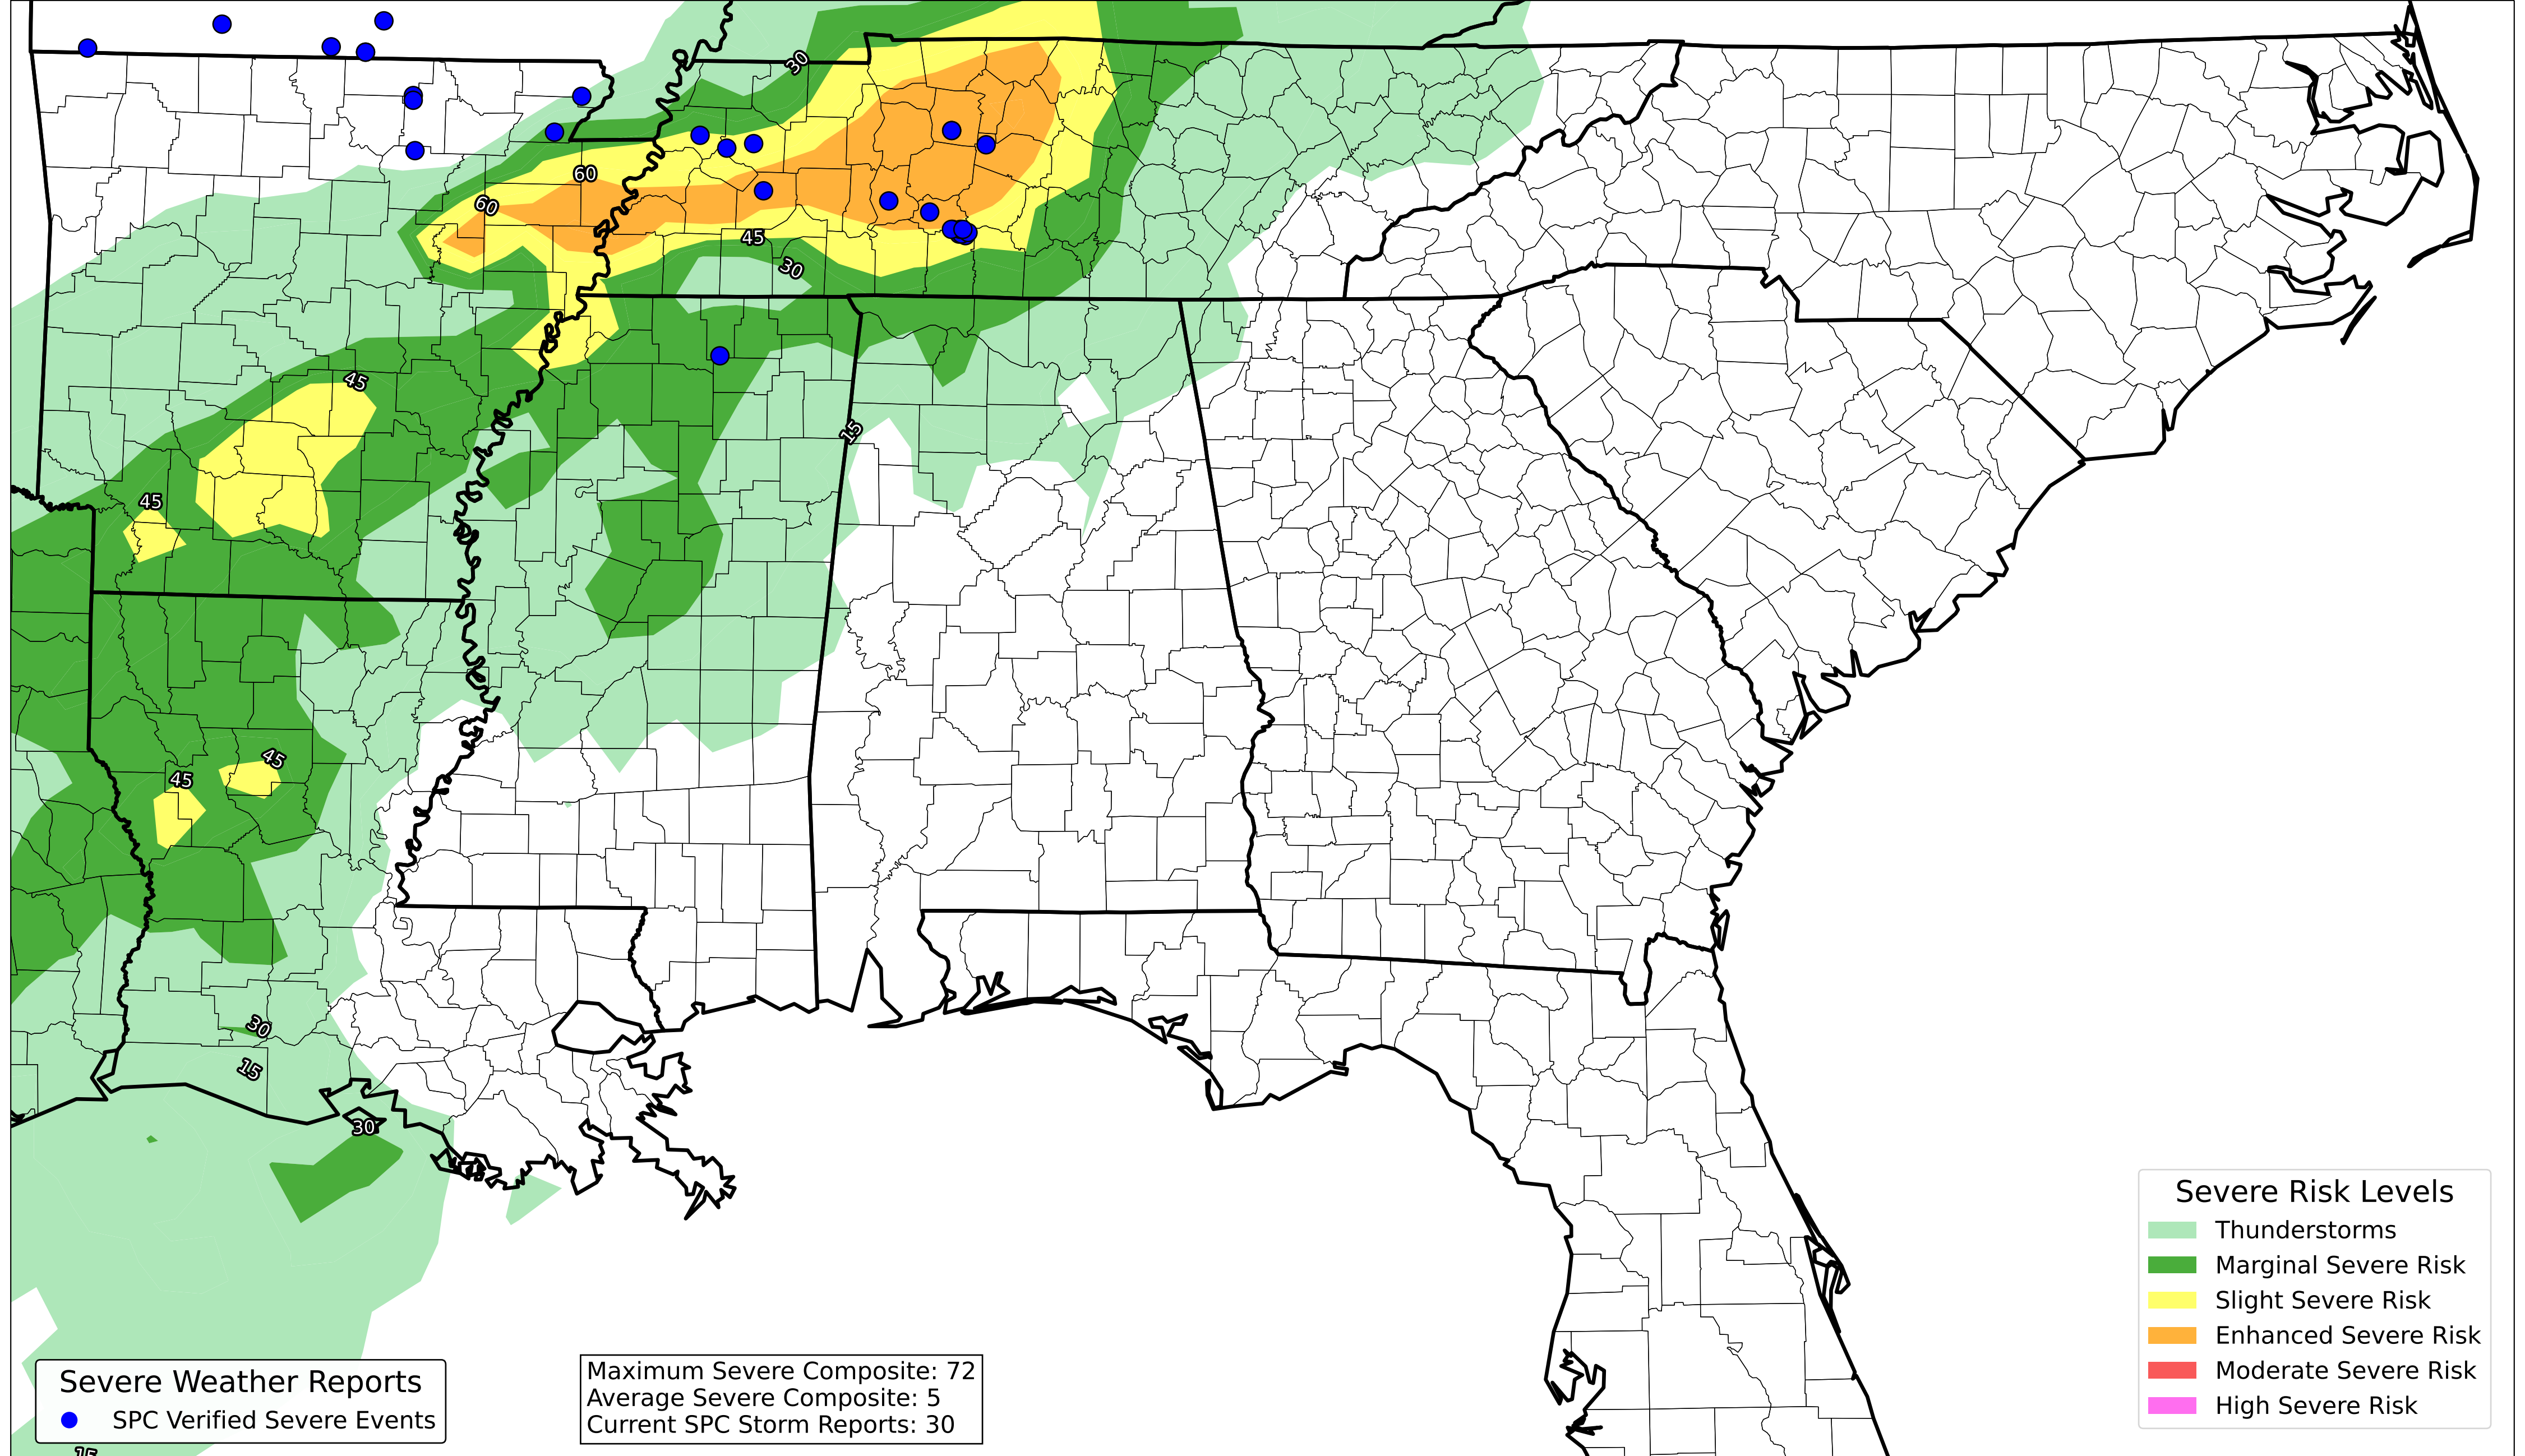 30
60
60
45
30
45
15
45
45
45
30
15
30
15
Severe Risk Levels
Thunderstorms
Marginal Severe Risk
Slight Severe Risk
Enhanced Severe Risk
Moderate Severe Risk
High Severe Risk
Severe Weather Reports
SPC Verified Severe Events
Maximum Severe Composite: 72
Average Severe Composite: 5
Current SPC Storm Reports: 30